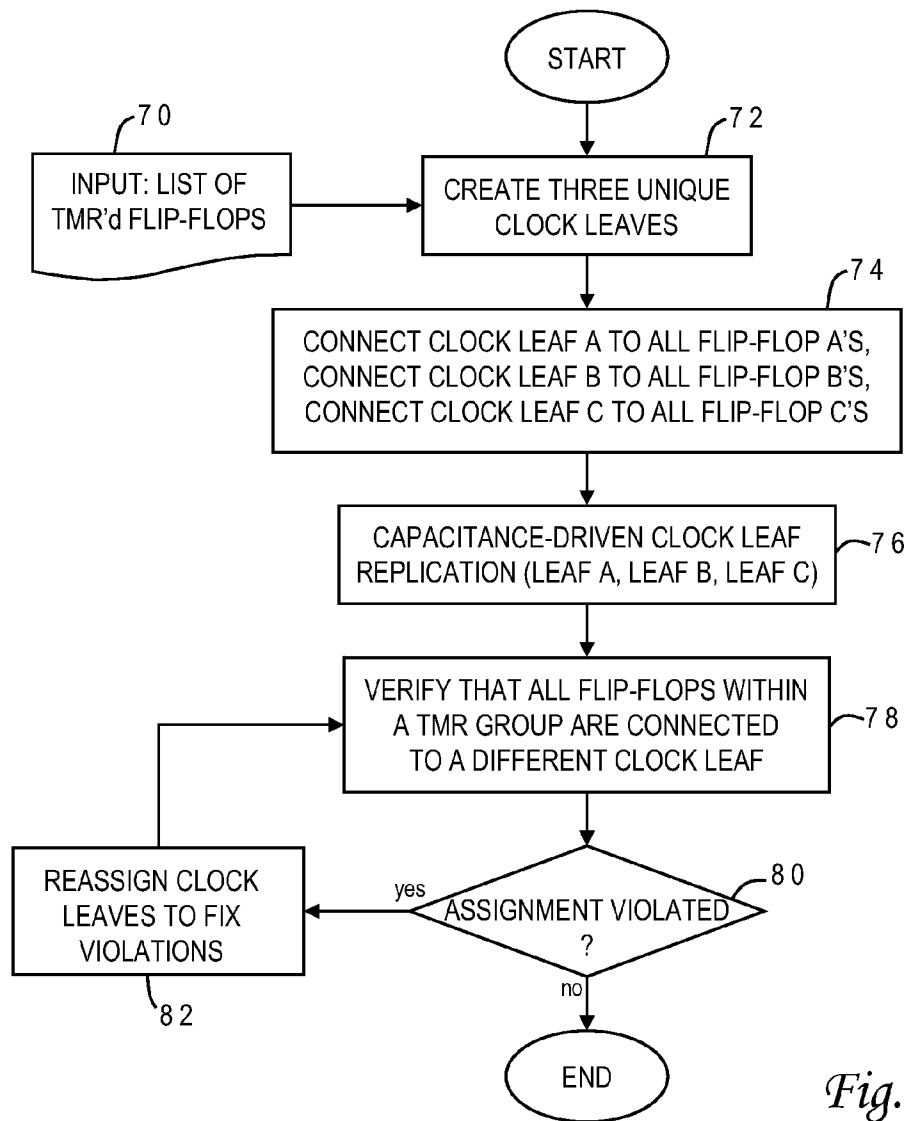 START
70
72
INPUT: LIST OF
TMR'd FLIP-FLOPS
CREATE THREE UNIQUE
CLOCK LEAVES
74
CONNECT CLOCK LEAF A TO ALL FLIP-FLOP A'S,
CONNECT CLOCK LEAF B TO ALL FLIP-FLOP B'S,
CONNECT CLOCK LEAF C TO ALL FLIP-FLOP C'S
CAPACITANCE-DRIVEN CLOCK LEAF
REPLICATION (LEAF A, LEAF B, LEAF C)
76
VERIFY THAT ALL FLIP-FLOPS WITHIN
A TMR GROUP ARE CONNECTED
TO A DIFFERENT CLOCK LEAF
78
REASSIGN CLOCK
LEAVES TO FIX
VIOLATIONS
82
yes
80
ASSIGNMENT VIOLATED
?
no
END
Fig.